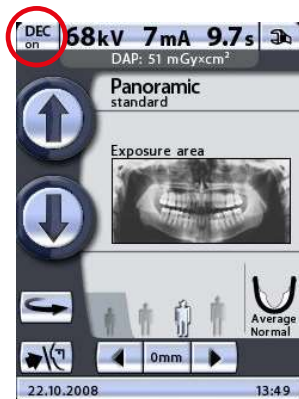 DEC
on
68kV 7mA 9.7s
DAP: 51 mGy×cm²
Panoramic
standard
Exposure area
Average
Normal
0mm
22.10.2008 13:49